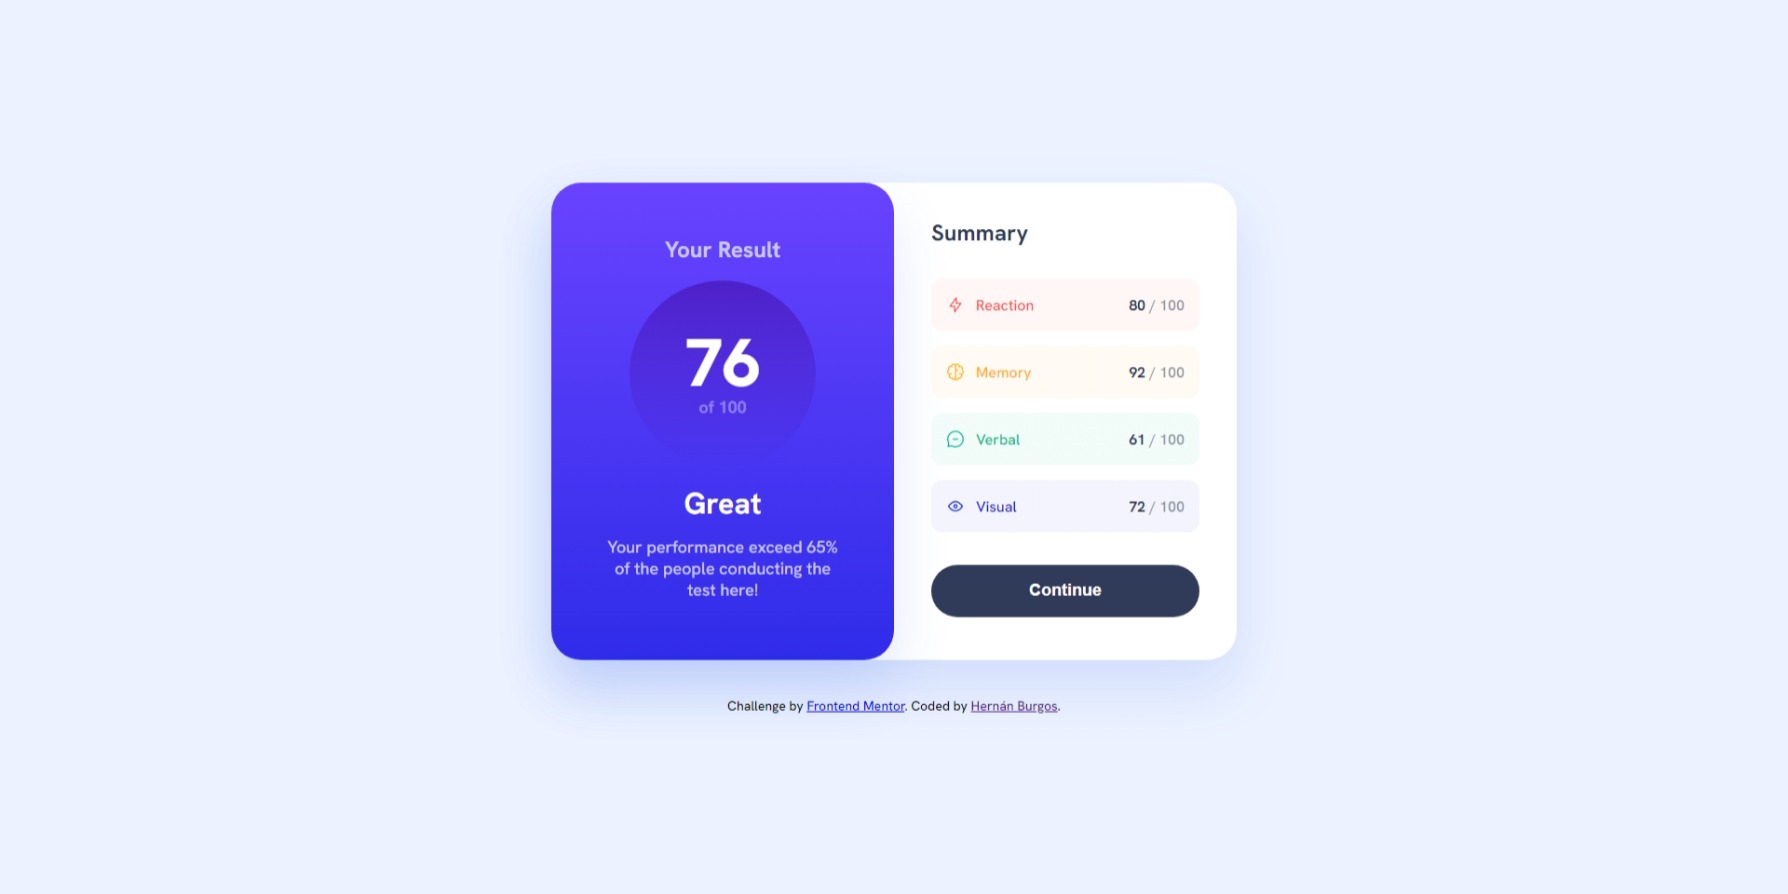 Your Result
76
of 100
Great
Your performance exceed 65%
of the people conducting the
test here!
Summary
Reaction 80 / 100
Memory 92 / 100
Verbal 61 / 100
Visual 72 / 100
Continue
Challenge by Frontend Mentor. Coded by Hernán Burgos.